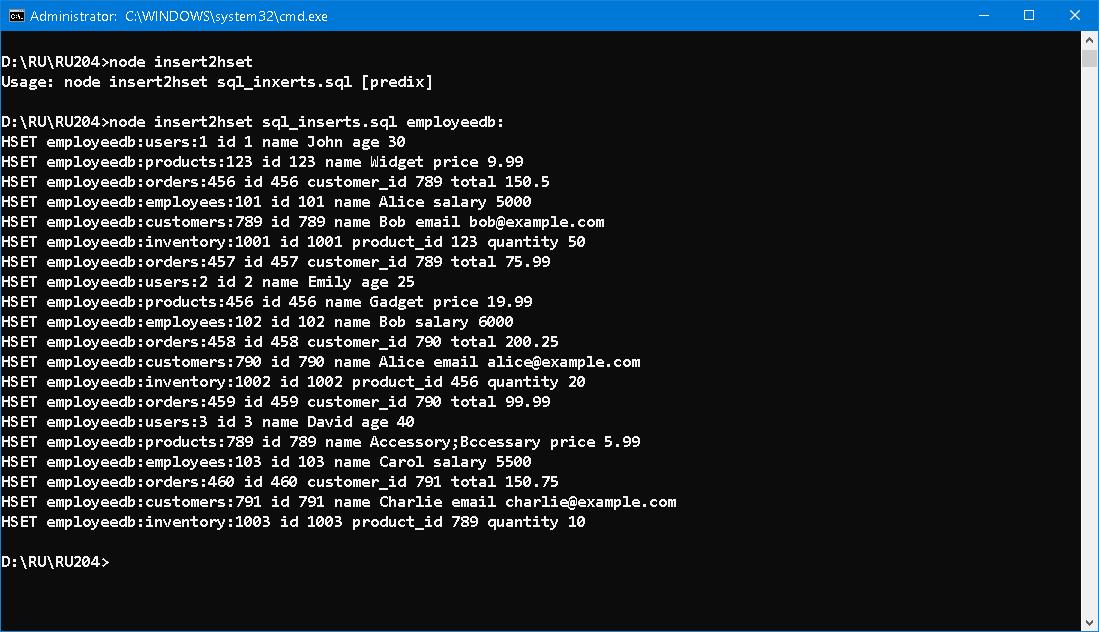 Administrator: C:\WINDOWS\system32\cmd.exe
D:\RU\RU204>node insert2hset
Usage: node insert2hset sql_inxerts.sql [predix]
D:\RU\RU204>node insert2hset sql_inserts.sql employeedb:
HSET employeedb:users:1 id 1 name John age 30
HSET employeedb:products:123 id 123 name Widget price 9.99
HSET employeedb:orders:456 id 456 customer_id 789 total 150.5
HSET employeedb:employees:101 id 101 name Alice salary 5000
HSET employeedb:customers:789 id 789 name Bob email bob@example.com
HSET employeedb:inventory:1001 id 1001 product_id 123 quantity 50
HSET employeedb:orders:457 id 457 customer_id 789 total 75.99
HSET employeedb:users:2 id 2 name Emily age 25
HSET employeedb:products:456 id 456 name Gadget price 19.99
HSET employeedb:employees:102 id 102 name Bob salary 6000
HSET employeedb:orders:458 id 458 customer_id 790 total 200.25
HSET employeedb:customers:790 id 790 name Alice email alice@example.com
HSET employeedb:inventory:1002 id 1002 product_id 456 quantity 20
HSET employeedb:orders:459 id 459 customer_id 790 total 99.99
HSET employeedb:users:3 id 3 name David age 40
HSET employeedb:products:789 id 789 name Accessory;Bccessary price 5.99
HSET employeedb:employees:103 id 103 name Carol salary 5500
HSET employeedb:orders:460 id 460 customer_id 791 total 150.75
HSET employeedb:customers:791 id 791 name Charlie email charlie@example.com
HSET employeedb:inventory:1003 id 1003 product_id 789 quantity 10
D:\RU\RU204>